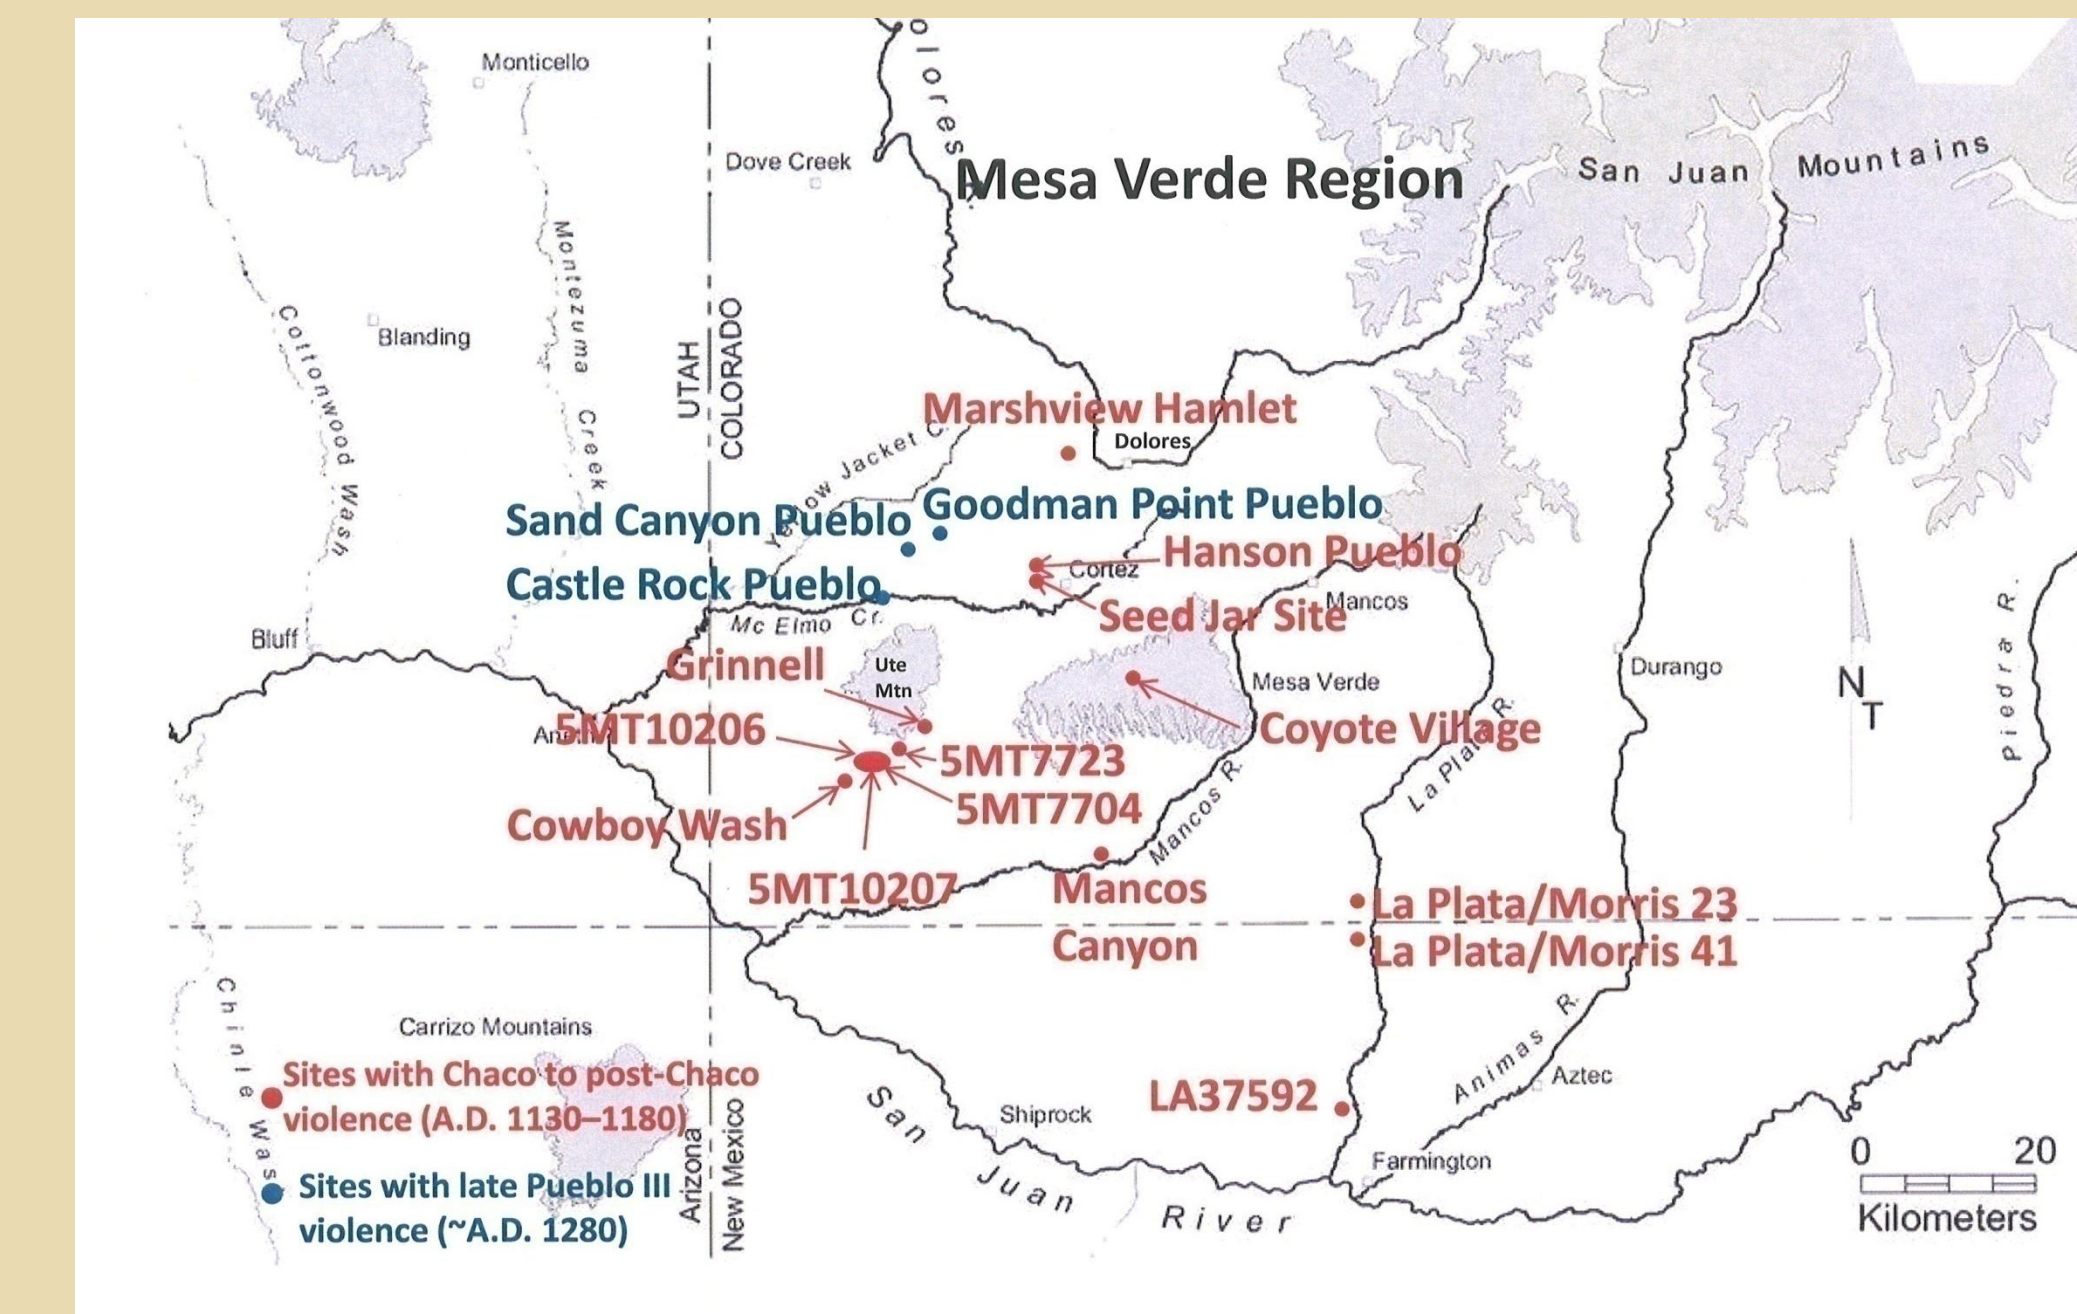 Monticello
Dolores R.
Dove Creek
Mesa Verde Region
San Juan Mountains
Montezuma Creek
Cottonwood Wash
Blanding
UTAH
COLORADO
Marshview Hamlet
Dolores
Yellow Jacket C.
Sand Canyon Pueblo
Goodman Point Pueblo
Hanson Pueblo
Cortez
Castle Rock Pueblo
Mancos
Seed Jar Site
Mc Elmo Cr.
Bluff
Piedra R.
Grinnell
Ute
Mtn
Mesa Verde
Durango
N
T
5MT10206
Coyote Village
La Plata R.
5MT7723
5MT7704
Cowboy Wash
Mancos R.
5MT10207
Mancos
Canyon
La Plata/Morris 23
La Plata/Morris 41
Chinle Wash
Carrizo Mountains
Sites with Chaco to post-Chaco
violence (A.D. 1130–1180)
Sites with late Pueblo III
violence (~A.D. 1280)
Arizona
New Mexico
San Juan River
Shiprock
LA37592
Animas R.
Aztec
Farmington
0 20
Kilometers